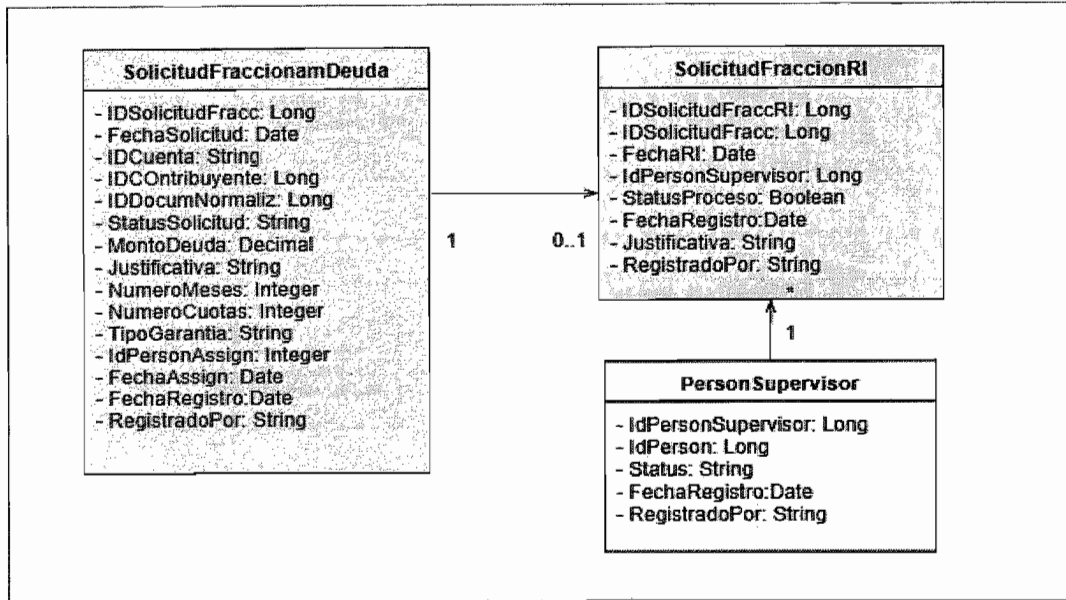 SolicitudFraccionamDeuda
- IDSolicitudFracc: Long
- FechaSolicitud: Date
- IDCuenta: String
- IDCOntribuyente: Long
- IDDocumNormaliz: Long
- StatusSolicitud: String
- MontoDeuda: Decimal
- Justificativa: String
- NumeroMeses: Integer
- NumeroCuotas: Integer
- TipoGarantia: String
- IdPersonAssign: Integer
- FechaAssign: Date
- FechaRegistro:Date
- RegistradoPor: String
1
0..1
SolicitudFraccionRI
- IDSolicitudFraccRI: Long
- IDSolicitudFracc: Long
- FechaRI: Date
- IdPersonSupervisor: Long
- StatusProceso: Boolean
- FechaRegistro:Date
- Justificativa: String
- RegistradoPor: String
*
1
PersonSupervisor
- IdPersonSupervisor: Long
- IdPerson: Long
- Status: String
- FechaRegistro:Date
- RegistradoPor: String